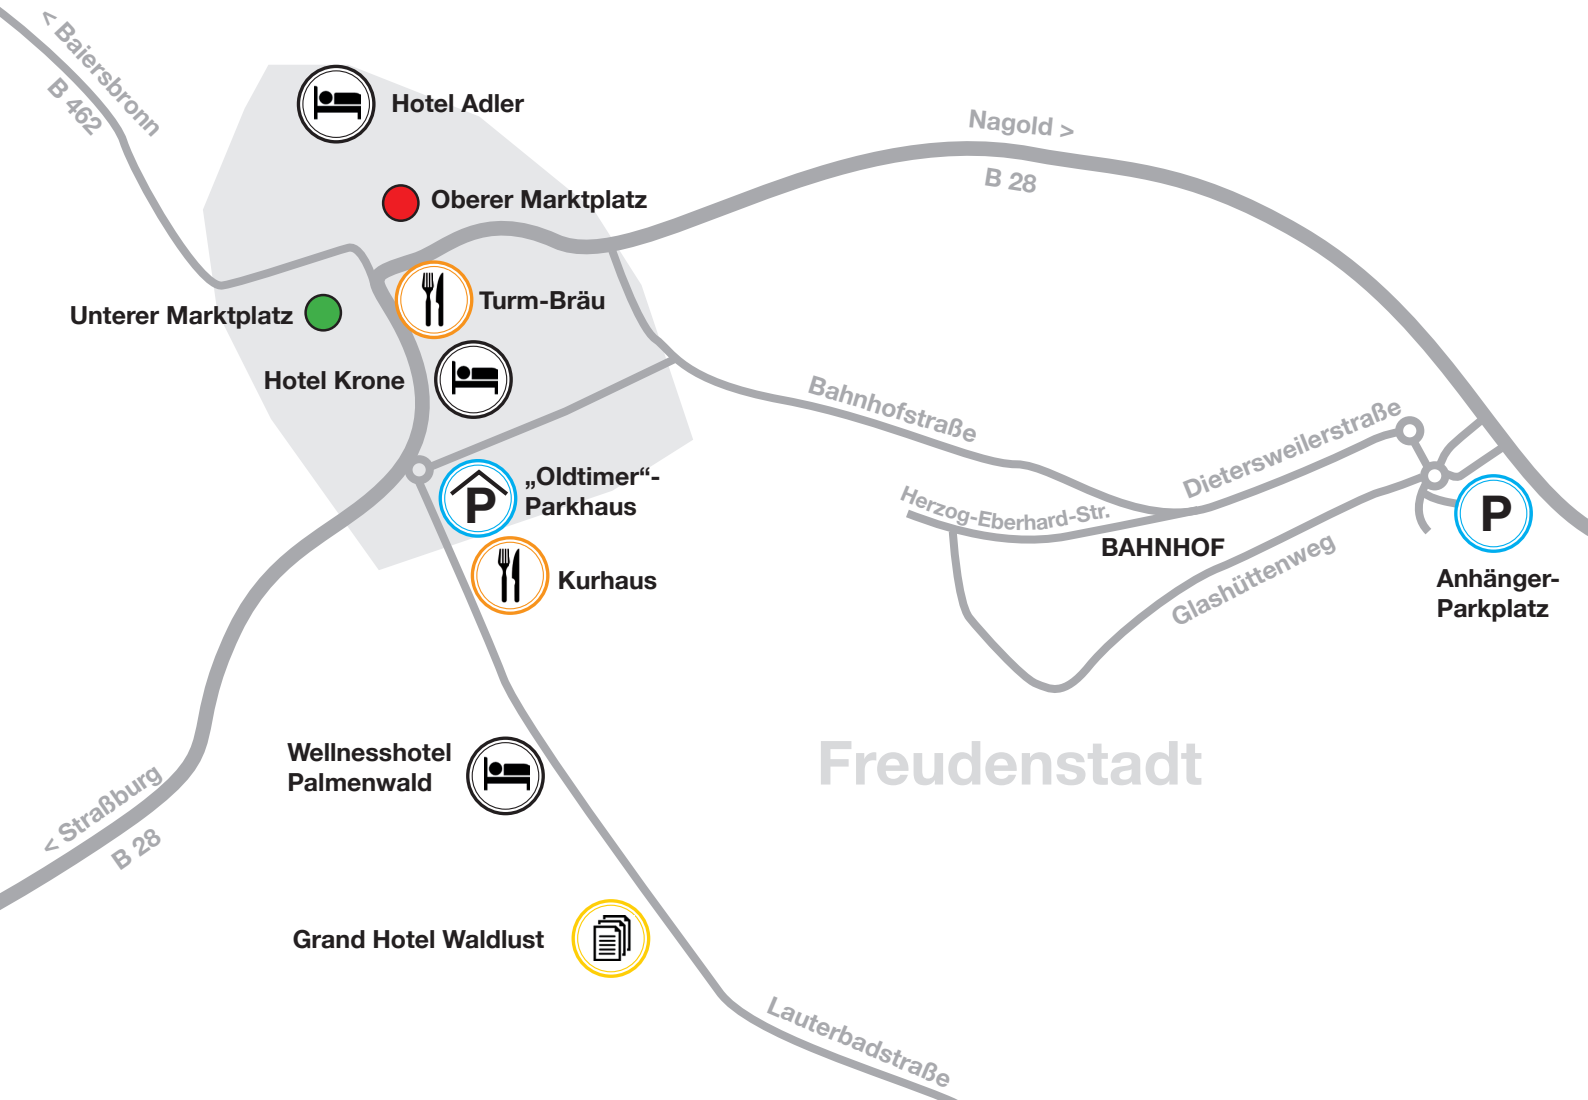 < Baiersbronn
B 462
Hotel Adler
Nagold >
B 28
Oberer Marktplatz
Unterer Marktplatz
Turm-Bräu
Hotel Krone
Bahnhofstraße
Dietersweilerstraße
„Oldtimer“-
Parkhaus
P
Herzog-Eberhard-Str.
BAHNHOF
P
Glashüttenweg
Anhänger-
Parkplatz
Kurhaus
Wellnesshotel
Palmenwald
Freudenstadt
< Straßburg
B 28
Grand Hotel Waldlust
Lauterbadstraße